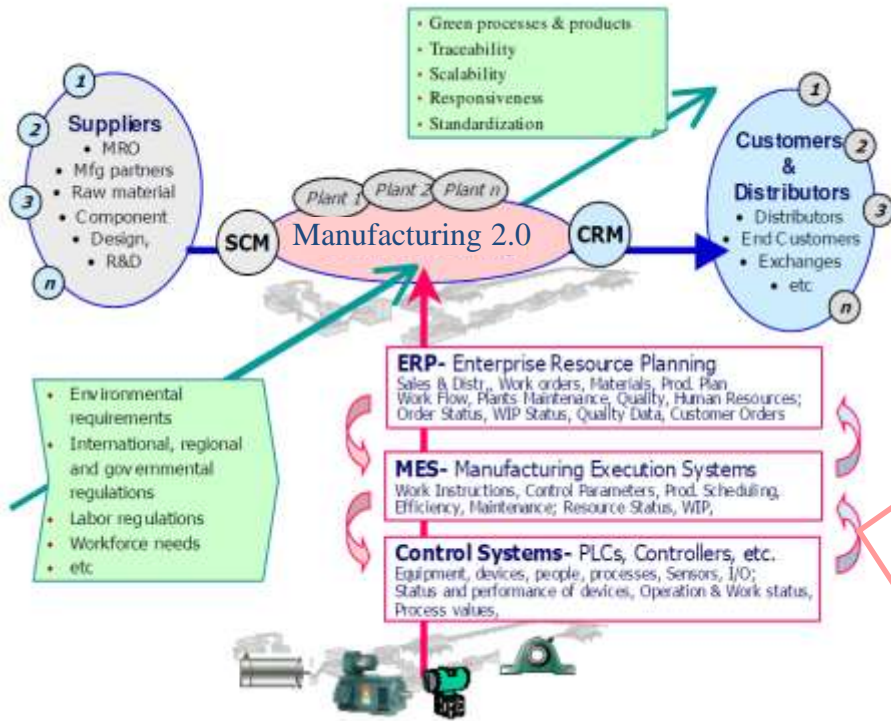 • Green processes & products
• Traceability
• Scalability
• Responsiveness
• Standardization
1
2
3
n
Suppliers
• MRO
• Mfg partners
• Raw material
• Component
• Design,
• R&D
Plant 1
Plant 2
Plant n
SCM
Manufacturing 2.0
CRM
1
2
3
n
Customers
&
Distributors
• Distributors
• End Customers
• Exchanges
• etc
• Environmental
requirements
• International, regional
and governmental
regulations
• Labor regulations
• Workforce needs
• etc
ERP- Enterprise Resource Planning
Sales & Distr,, Work orders, Materials, Prod. Plan
Work Flow, Plants Maintenance, Quality, Human Resources;
Order Status, WIP Status, Quality Data, Customer Orders
MES- Manufacturing Execution Systems
Work Instructions, Control Parameters, Prod. Scheduling,
Efficiency, Maintenance; Resource Status, WIP,
Control Systems- PLCs, Controllers, etc.
Equipment, devices, people, processes, Sensors, I/O;
Status and performance of devices, Operation & Work status,
Process values,